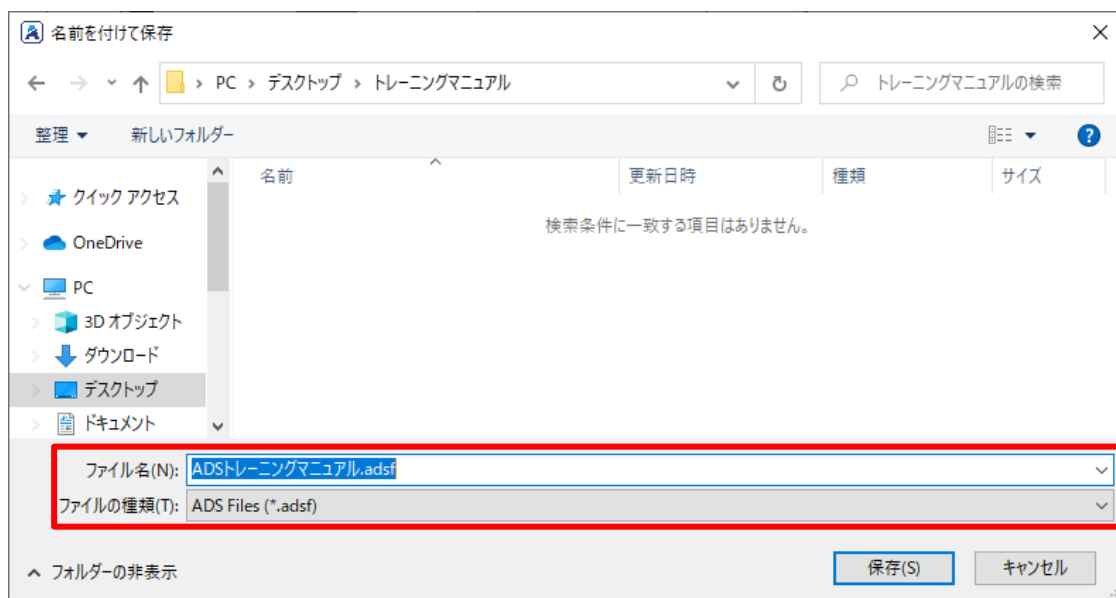 名前を付けて保存
PC › デスクトップ › トレーニングマニュアル
トレーニングマニュアルの検索
整理
新しいフォルダー
名前 更新日時 種類 サイズ
検索条件に一致する項目はありません。
クイック アクセス
OneDrive
PC
3D オブジェクト
ダウンロード
デスクトップ
ドキュメント
ファイル名(N): ADSトレーニングマニュアル.adsf
ファイルの種類(T): ADS Files (*.adsf)
フォルダーの非表示
保存(S)
キャンセル